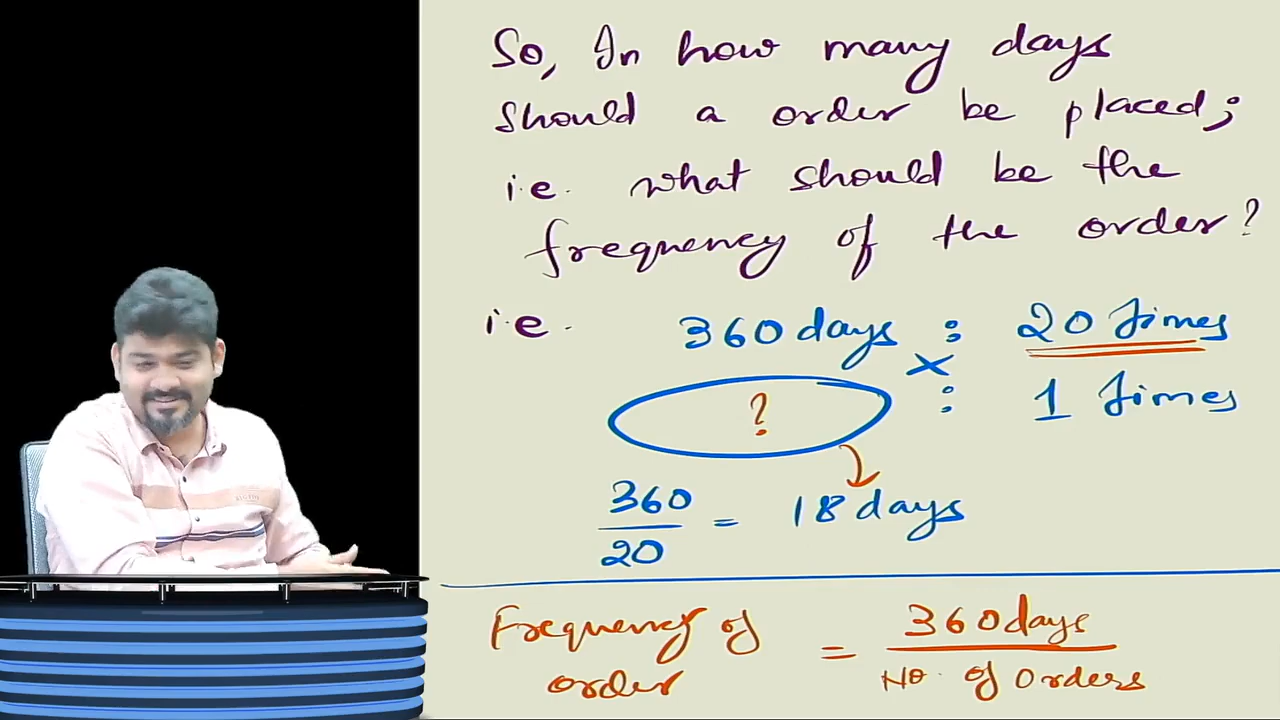 So, In how many days
should a order be placed;
i.e. what should be the
frequency of the order?
i.e. 360 days : 20 times
×
? : 1 times
360/20 = 18 days
Frequency of order = 360 days / No. of orders